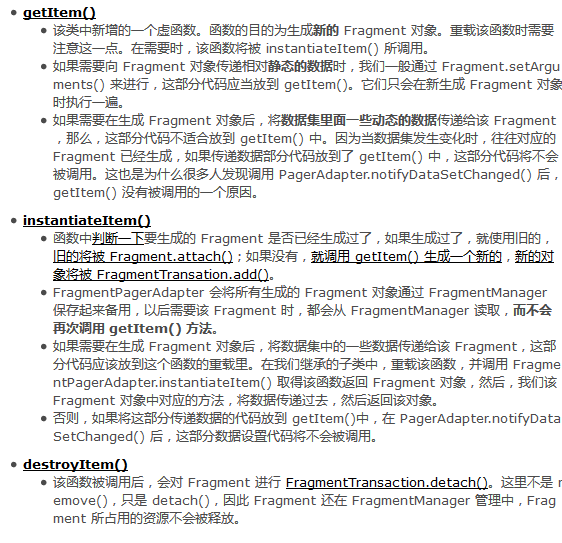 getItem()
该类中新增的一个虚函数。函数的目的为生成新的 Fragment 对象。重载该函数时需要
注意这一点。在需要时，该函数将被 instantiateItem() 所调用。
如果需要向 Fragment 对象传递相对静态的数据时，我们一般通过 Fragment.setArgu
ments() 来进行，这部分代码应当放到 getItem()。它们只会在新生成 Fragment 对象
时执行一遍。
如果需要在生成 Fragment 对象后，将数据集里面一些动态的数据传递给该 Fragment
，那么，这部分代码不适合放到 getItem() 中。因为当数据集发生变化时，往往对应的
Fragment 已经生成，如果传递数据部分代码放到了 getItem() 中，这部分代码将不会
被调用。这也是为什么很多人发现调用 PagerAdapter.notifyDataSetChanged() 后，
getItem() 没有被调用的一个原因。
instantiateItem()
函数中判断一下要生成的 Fragment 是否已经生成过了，如果生成过了，就使用旧的，
旧的将被 Fragment.attach()；如果没有，就调用 getItem() 生成一个新的，新的对
象将被 FragmentTransation.add()。
FragmentPagerAdapter 会将所有生成的 Fragment 对象通过 FragmentManager
保存起来备用，以后需要该 Fragment 时，都会从 FragmentManager 读取，而不会
再次调用 getItem() 方法。
如果需要在生成 Fragment 对象后，将数据集中的一些数据传递给该 Fragment，这部
分代码应该放到这个函数的重载里。在我们继承的子类中，重载该函数，并调用 Fragme
ntPagerAdapter.instantiateItem() 取得该函数返回 Fragment 对象，然后，我们该
Fragment 对象中对应的方法，将数据传递过去，然后返回该对象。
否则，如果将这部分传递数据的代码放到 getItem()中，在 PagerAdapter.notifyData
SetChanged() 后，这部分数据设置代码将不会被调用。
destroyItem()
该函数被调用后，会对 Fragment 进行 FragmentTransaction.detach()。这里不是 r
emove()，只是 detach()，因此 Fragment 还在 FragmentManager 管理中，Frag
ment 所占用的资源不会被释放。